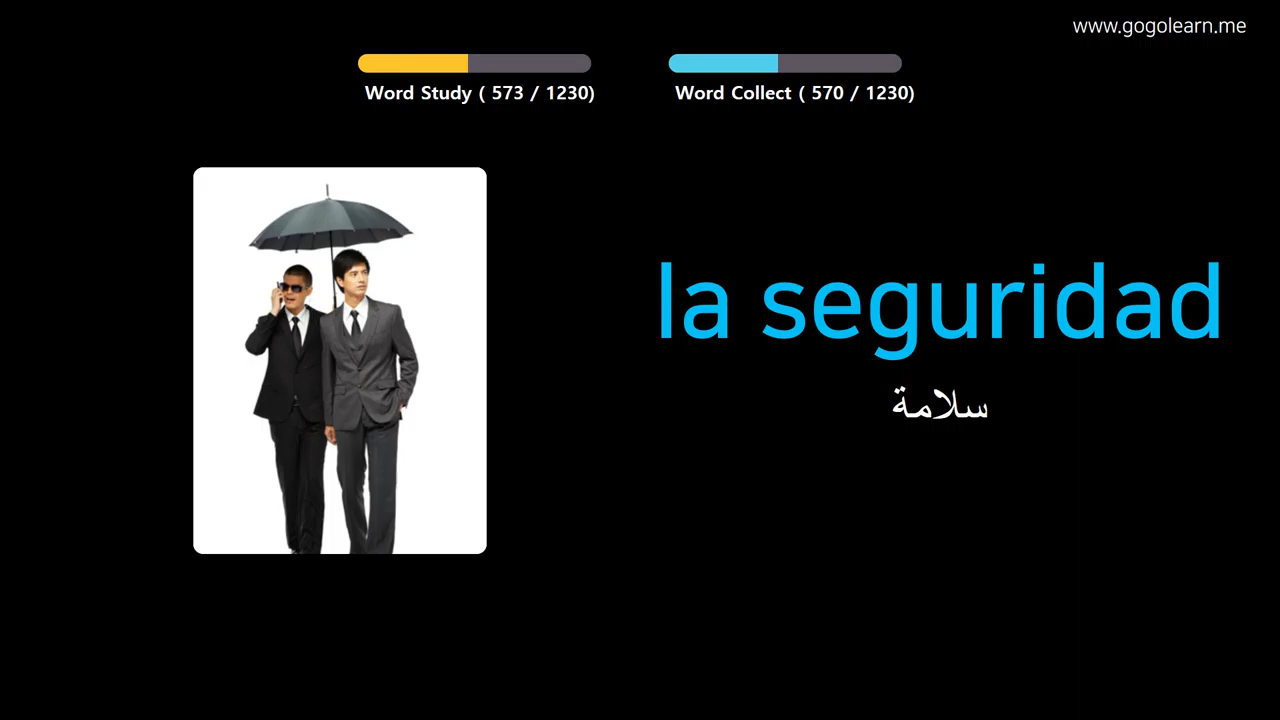 www.gogolearn.me
Word Study ( 573 / 1230)
Word Collect ( 570 / 1230)
la seguridad
سلامة